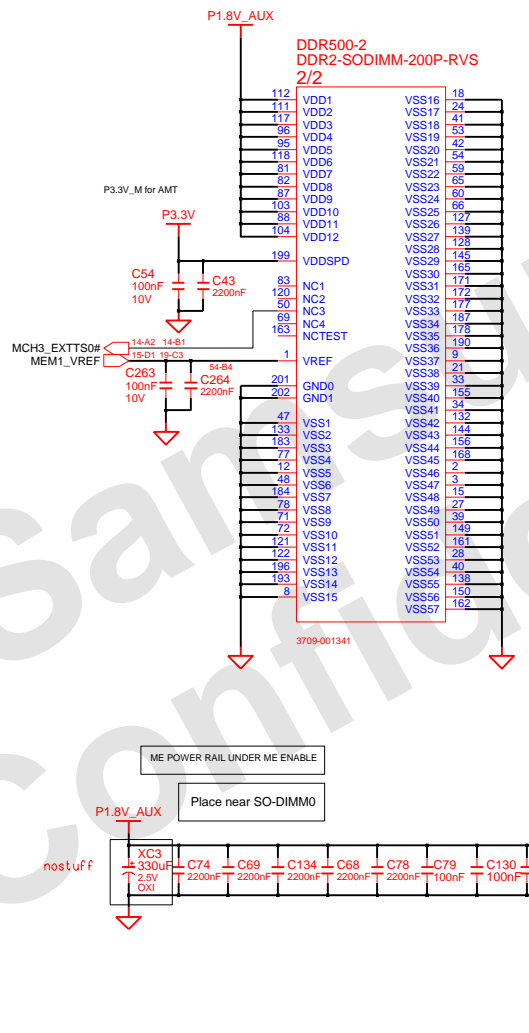 P1.8V_AUX
DDR500-2
DDR2-SODIMM-200P-RVS
2/2
112 VDD1 VSS16 18
111 VDD2 VSS17 24
117 VDD3 VSS18 41
96 VDD4 VSS19 53
95 VDD5 VSS20 42
118 VDD6 VSS21 54
81 VDD7 VSS22 59
82 VDD8 VSS23 65
87 VDD9 VSS24 60
103 VDD10 VSS25 66
88 VDD11 VSS26 127
104 VDD12 VSS27 139
VSS28 128
199 VDDSPD VSS29 145
VSS30 165
83 NC1 VSS31 171
120 NC2 VSS32 172
50 NC3 VSS33 177
69 NC4 VSS34 187
163 NCTEST VSS35 178
VSS36 190
1 VREF VSS37 9
VSS38 21
201 GND0 VSS39 33
202 GND1 VSS40 155
VSS41 34
47 VSS1 VSS42 132
133 VSS2 VSS43 144
183 VSS3 VSS44 156
77 VSS4 VSS45 168
12 VSS5 VSS46 2
48 VSS6 VSS47 3
184 VSS7 VSS48 15
78 VSS8 VSS49 27
71 VSS9 VSS50 39
72 VSS10 VSS51 149
121 VSS11 VSS52 161
122 VSS12 VSS53 28
196 VSS13 VSS54 40
193 VSS14 VSS55 138
8 VSS15 VSS56 150
VSS57 162
3709-001341
P3.3V_M for AMT
P3.3V
C54
100nF
10V
C43
2200nF
MCH3_EXTTS0# 14-A2 14-B1
MEM1_VREF 15-D1 19-C3
54-B4
C263
100nF
10V
C264
2200nF
Samsu
Confide
ME POWER RAIL UNDER ME ENABLE
Place near SO-DIMM0
P1.8V_AUX
nostuff
XC3
330uF
2.5V
OXI
C74
2200nF
C69
2200nF
C134
2200nF
C68
2200nF
C78
2200nF
C79
100nF
C130
100nF